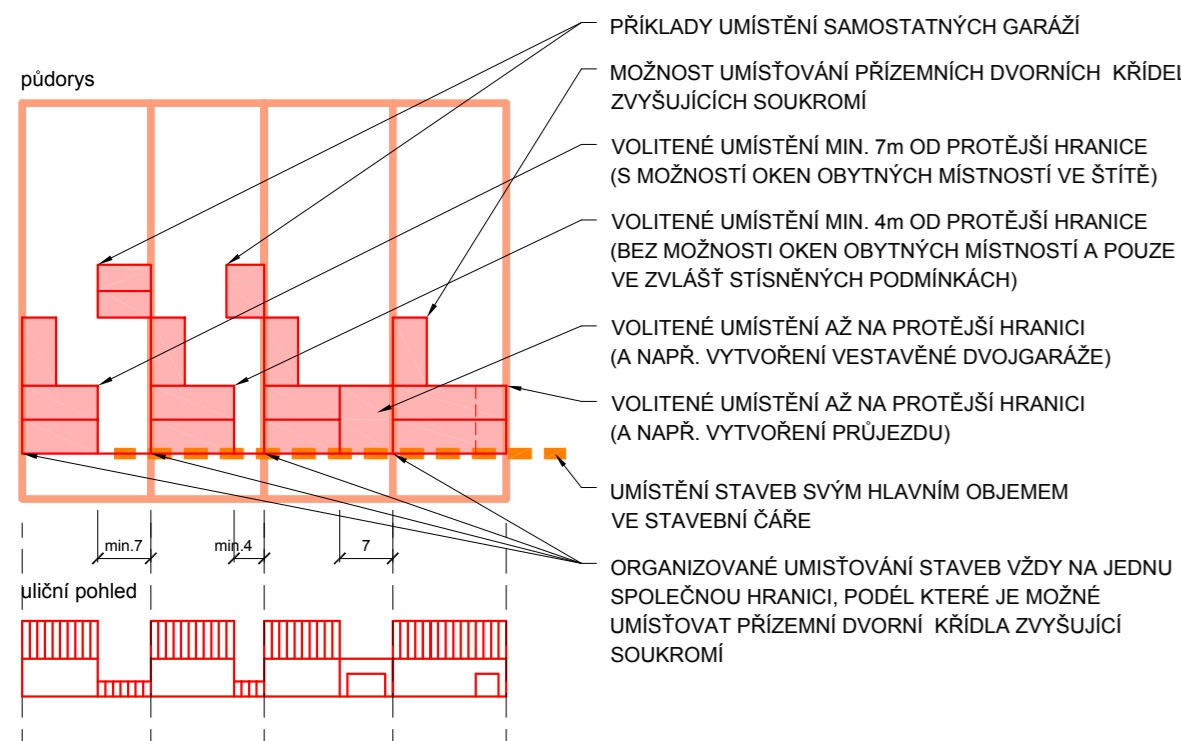 PŘÍKLADY UMÍSTĚNÍ SAMOSTATNÝCH GARÁŽÍ
půdorys
MOŽNOST UMÍSŤOVÁNÍ PŘÍZEMNÍCH DVORNÍCH KŘÍDEL
ZVYŠUJÍCÍCH SOUKROMÍ
VOLITENÉ UMÍSTĚNÍ MIN. 7m OD PROTĚJŠÍ HRANICE
(S MOŽNOSTÍ OKEN OBYTNÝCH MÍSTNOSTÍ VE ŠTÍTĚ)
VOLITENÉ UMÍSTĚNÍ MIN. 4m OD PROTĚJŠÍ HRANICE
(BEZ MOŽNOSTI OKEN OBYTNÝCH MÍSTNOSTÍ A POUZE
VE ZVLÁŠŤ STÍSNĚNÝCH PODMÍNKÁCH)
VOLITENÉ UMÍSTĚNÍ AŽ NA PROTĚJŠÍ HRANICI
(A NAPŘ. VYTVOŘENÍ VESTAVĚNÉ DVOJGARÁŽE)
VOLITENÉ UMÍSTĚNÍ AŽ NA PROTĚJŠÍ HRANICI
(A NAPŘ. VYTVOŘENÍ PRŮJEZDU)
UMÍSTĚNÍ STAVEB SVÝM HLAVNÍM OBJEMEM
VE STAVEBNÍ ČÁŘE
min.7 min.4 7
uliční pohled
ORGANIZOVANÉ UMISŤOVÁNÍ STAVEB VŽDY NA JEDNU
SPOLEČNOU HRANICI, PODÉL KTERÉ JE MOŽNÉ
UMÍSŤOVAT PŘÍZEMNÍ DVORNÍ KŘÍDLA ZVYŠUJÍCÍ
SOUKROMÍ